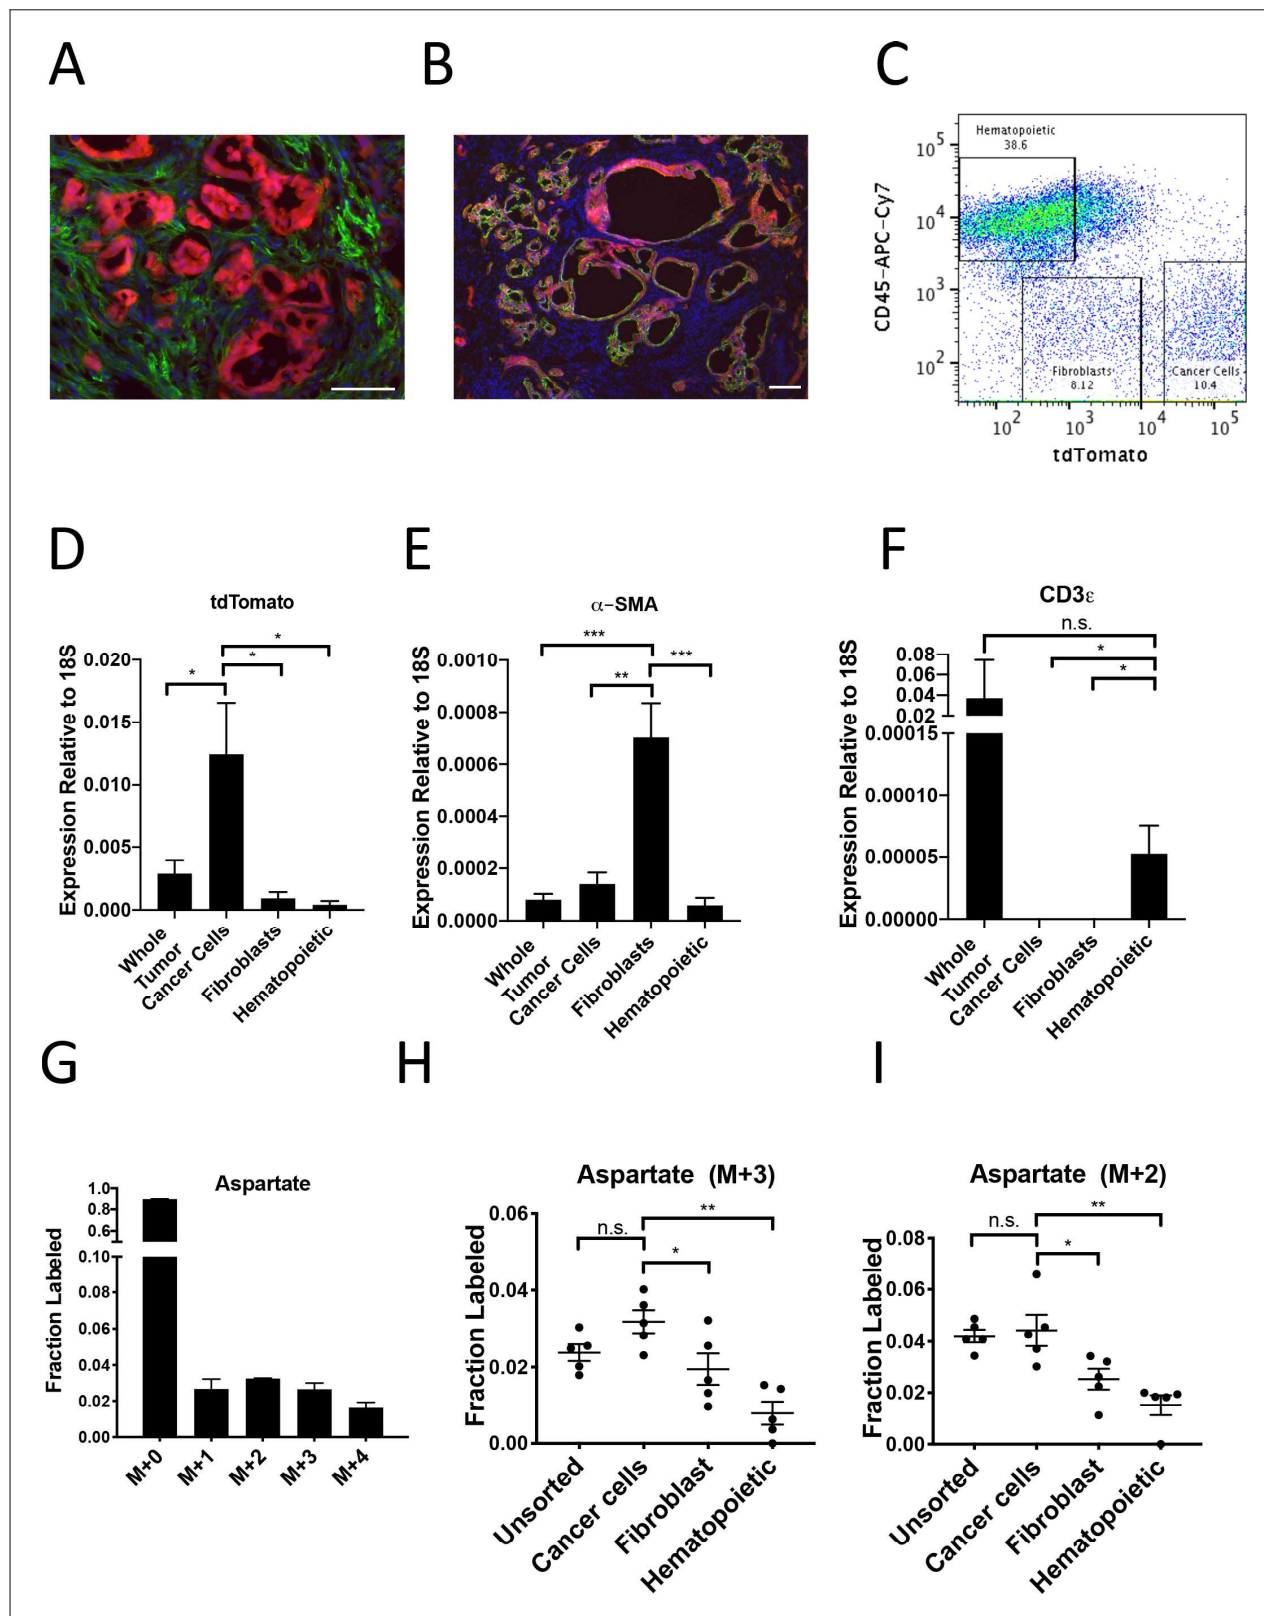 A
B
C
Hematopoietic
38.6
10^5
10^4
10^3
10^2
CD45-APC-Cy7
Fibroblasts
8.12
Cancer Cells
10.4
10^2
10^3
10^4
10^5
tdTomato
D
tdTomato
*
*
*
0.020
0.015
0.010
0.005
0.000
Expression Relative to 18S
Whole
Tumor
Cancer Cells
Fibroblasts
Hematopoietic
E
α-SMA
***
***
**
0.0010
0.0008
0.0006
0.0004
0.0002
0.0000
Expression Relative to 18S
Whole
Tumor
Cancer Cells
Fibroblasts
Hematopoietic
F
CD3ε
n.s.
*
*
0.08
0.06
0.04
0.02
0.00015
0.00010
0.00005
0.00000
Expression Relative to 18S
Whole
Tumor
Cancer Cells
Fibroblasts
Hematopoietic
G
Aspartate
1.0
0.8
0.6
0.10
0.08
0.06
0.04
0.02
0.00
Fraction Labeled
M+0
M+1
M+2
M+3
M+4
H
Aspartate (M+3)
n.s.
**
*
0.06
0.04
0.02
0.00
Fraction Labeled
Unsorted
Cancer cells
Fibroblast
Hematopoietic
I
Aspartate (M+2)
n.s.
**
*
0.08
0.06
0.04
0.02
0.00
Fraction Labeled
Unsorted
Cancer cells
Fibroblast
Hematopoietic